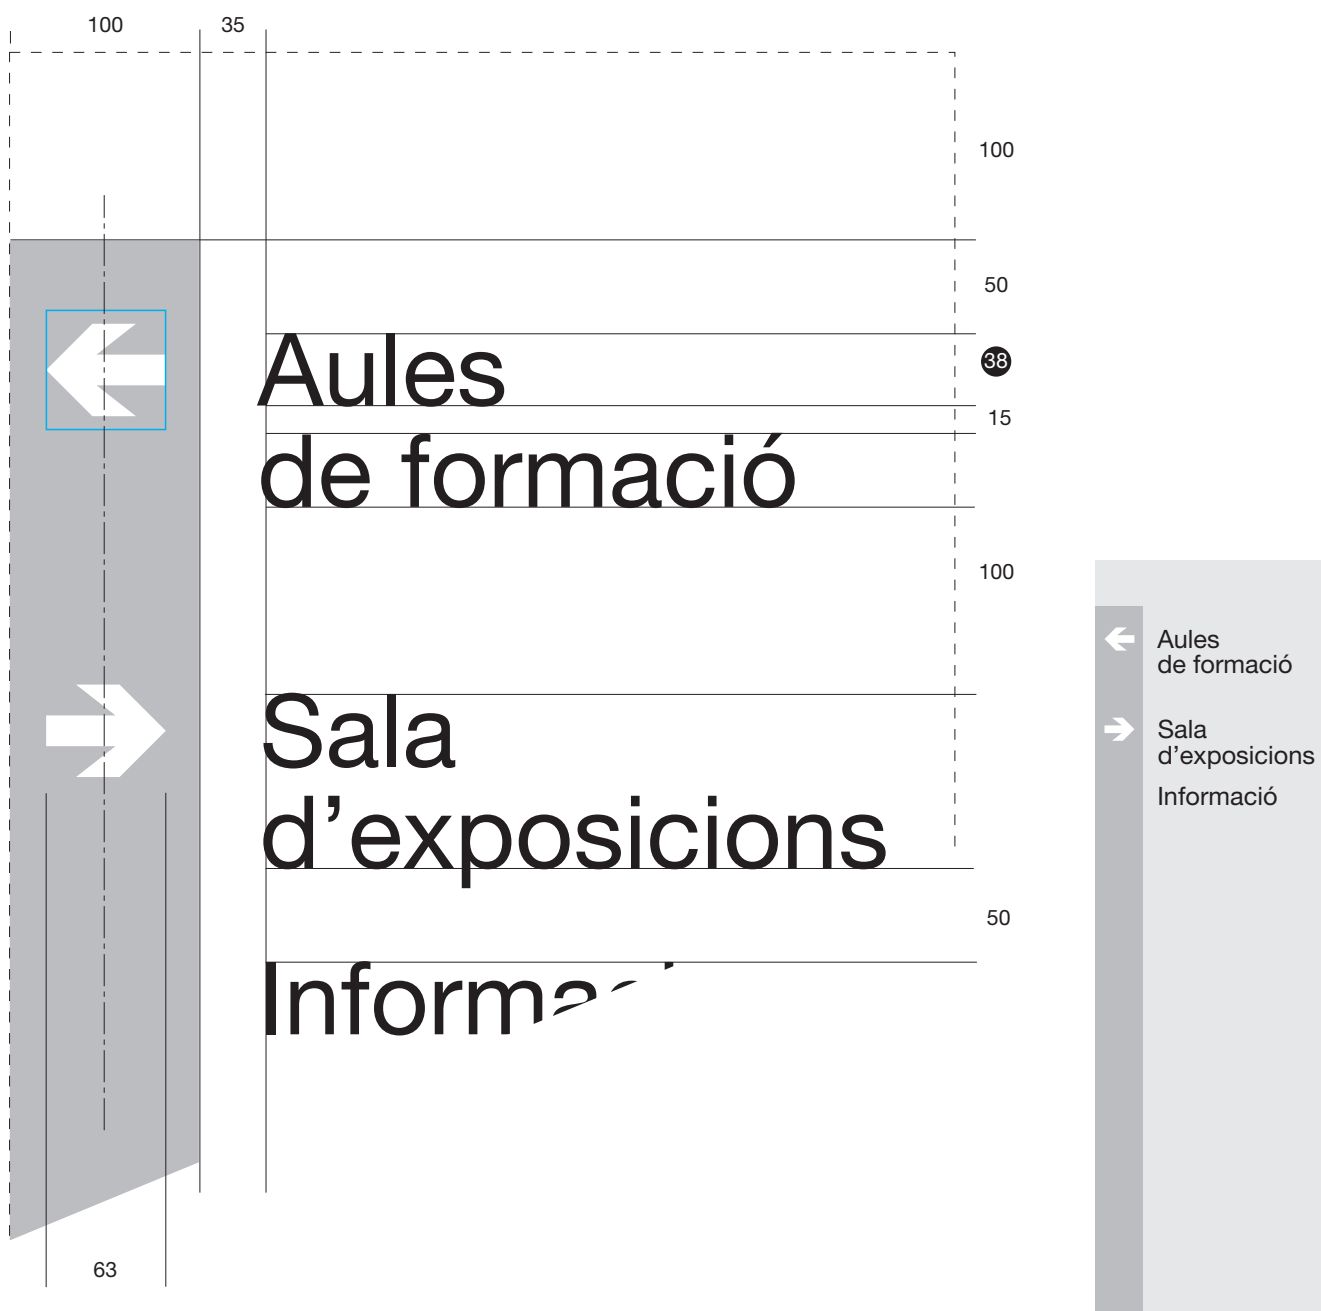 100 35
100
50
Aules
38
15
de formació
100
Sala
d’exposicions
50
63
Aules
de formació
Sala
d’exposicions
Informació